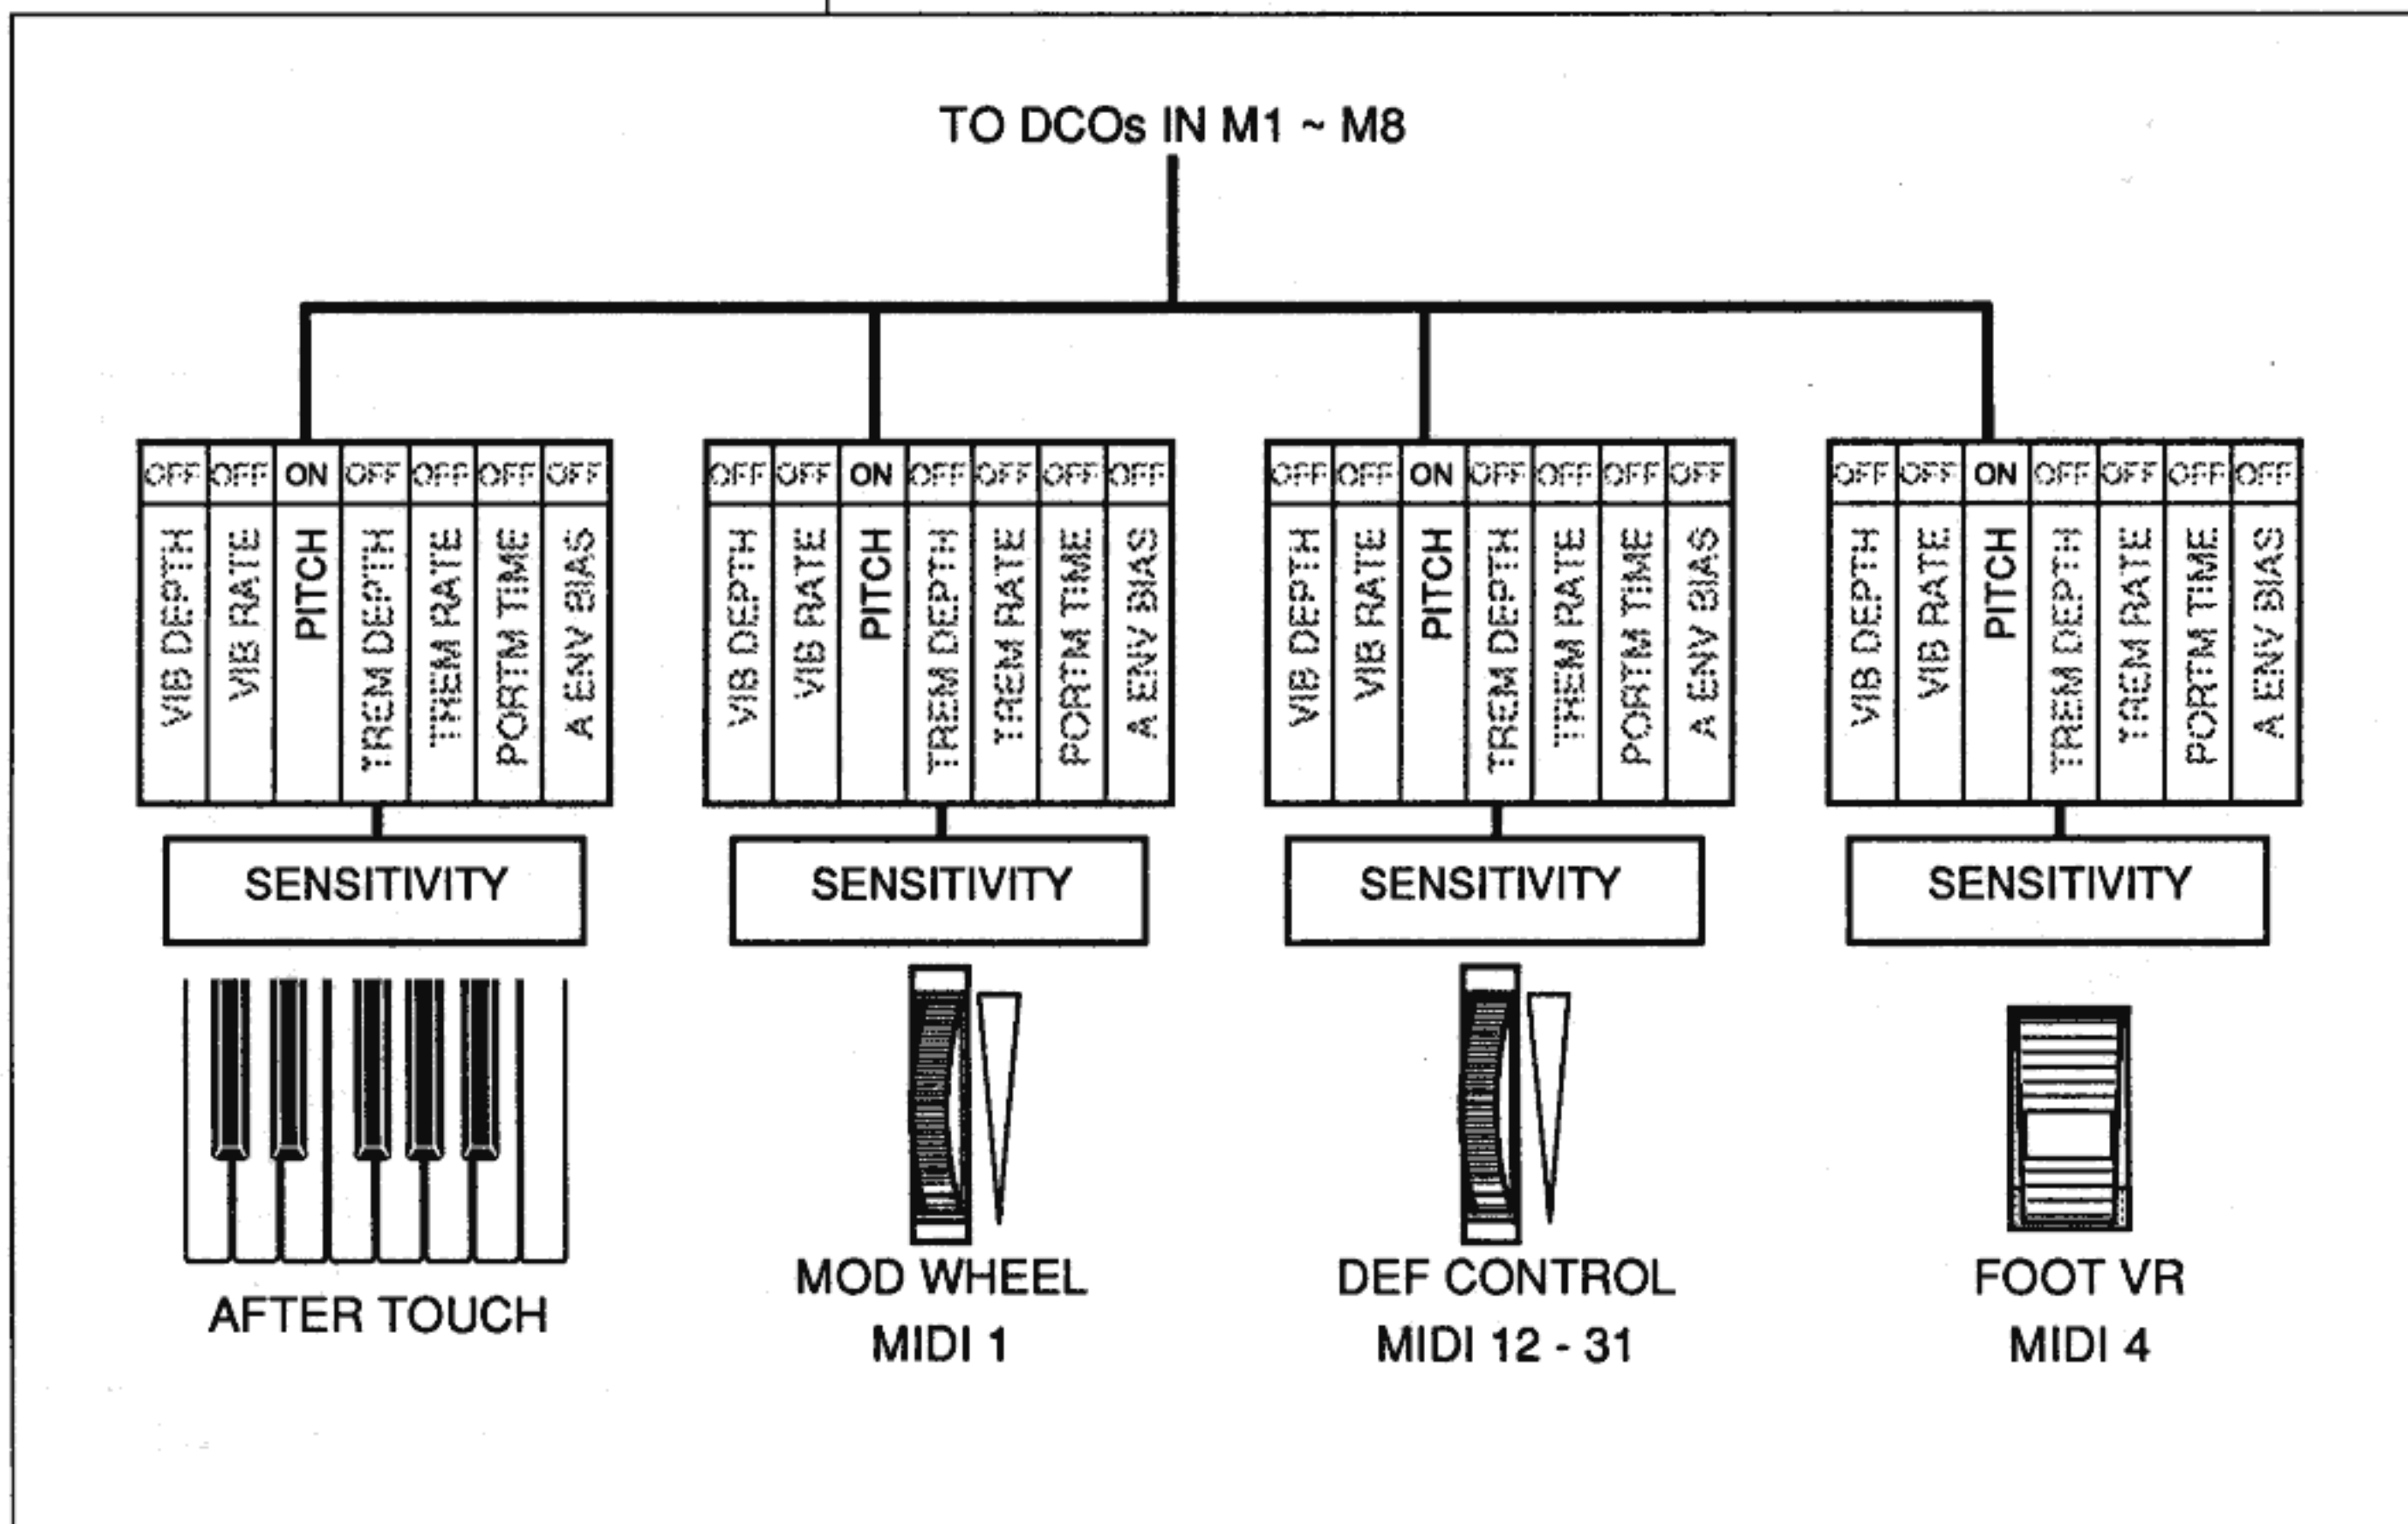 TO DCOs IN M1 ~ M8
OFF OFF ON OFF OFF OFF OFF
VIB DEPTH
VIB RATE
PITCH
TREM DEPTH
THEM RATE
PORTM TIME
A ENV BIAS
SENSITIVITY
AFTER TOUCH
OFF OFF ON OFF OFF OFF OFF
VIB DEPTH
VIB RATE
PITCH
TREM DEPTH
TREM RATE
PORTM TIME
A ENV BIAS
SENSITIVITY
MOD WHEEL
MIDI 1
OFF OFF ON OFF OFF OFF OFF
VIB DEPTH
VIB RATE
PITCH
TREM DEPTH
THEM RATE
PORTM TIME
A ENV BIAS
SENSITIVITY
DEF CONTROL
MIDI 12 - 31
OFF OFF ON OFF OFF OFF OFF
VIB DEPTH
VIB RATE
PITCH
TREM DEPTH
TREM RATE
PORTM TIME
A ENV BIAS
SENSITIVITY
FOOT VR
MIDI 4